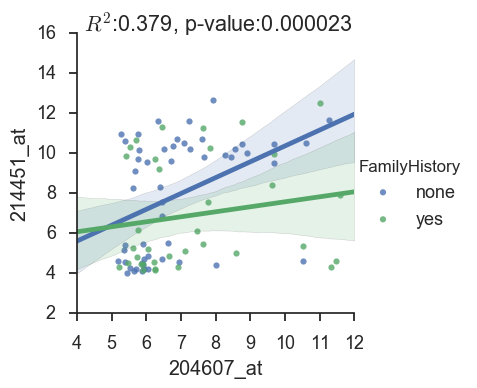 R²:0.379, p-value:0.000023
16
14
12
10
8
6
4
2
214451_at
4 5 6 7 8 9 10 11 12
204607_at
FamilyHistory
none
yes